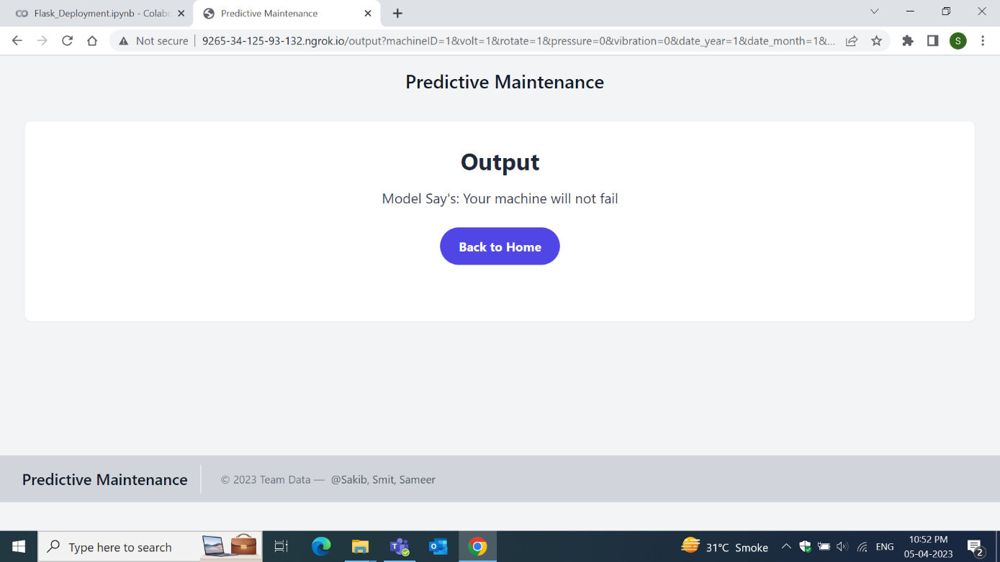 Flask_Deployment.ipynb - Colab
Predictive Maintenance
Not secure
9265-34-125-93-132.ngrok.io/output?machineID=1&volt=1&rotate=1&pressure=0&vibration=0&date_year=1&date_month=1&...
S
Predictive Maintenance
Output
Model Say's: Your machine will not fail
Back to Home
Predictive Maintenance
© 2023 Team Data — @Sakib, Smit, Sameer
Type here to search
31°C Smoke
ENG
10:52 PM
05-04-2023
2